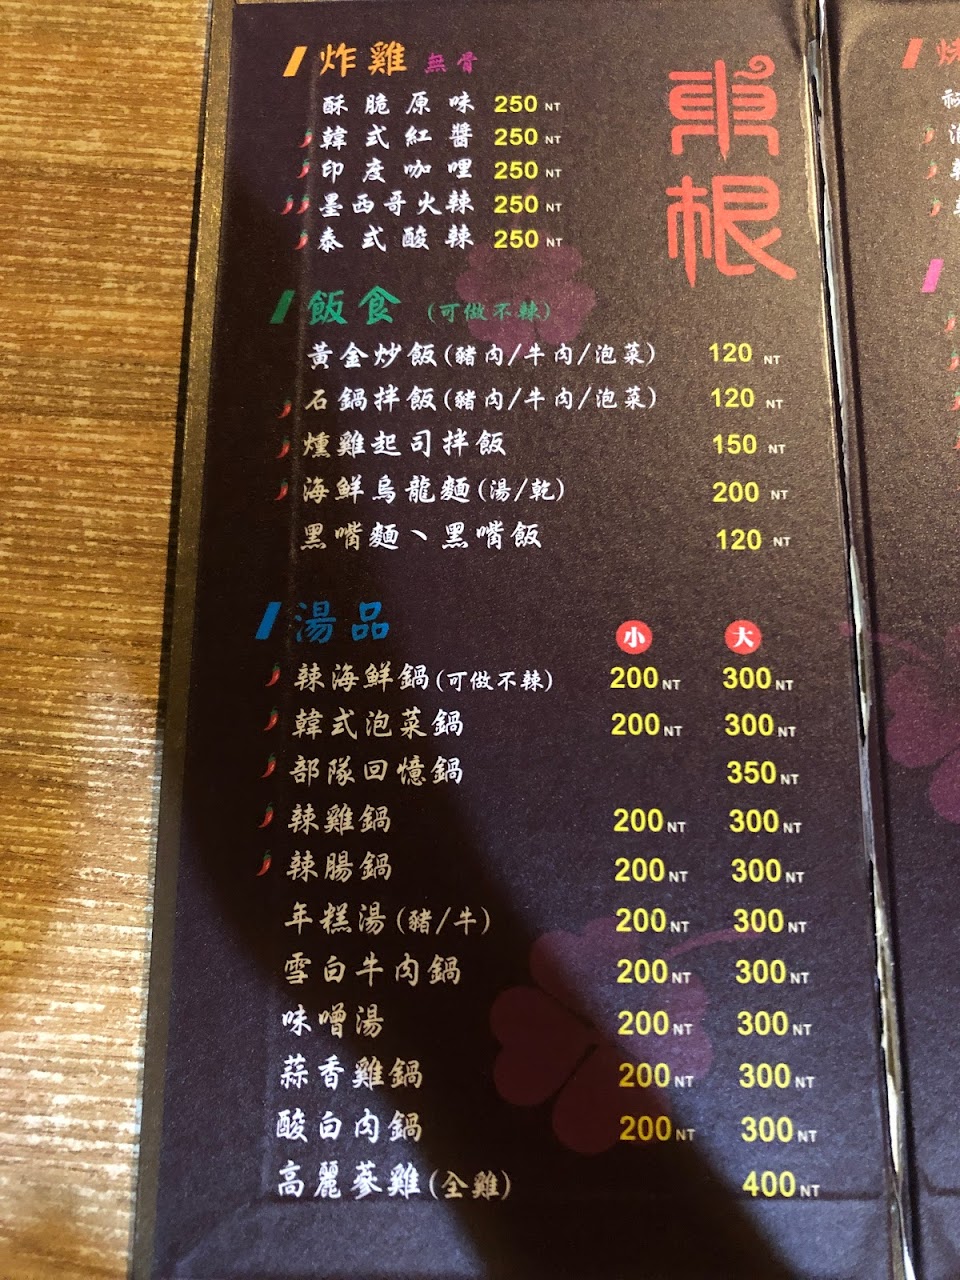 炸雞 無骨
酥脆原味 250 NT
韓式紅醬 250 NT
印度咖哩 250 NT
墨西哥火辣 250 NT
泰式酸辣 250 NT
飯食 (可做不辣)
黃金炒飯(豬肉/牛肉/泡菜) 120 NT
石鍋拌飯(豬肉/牛肉/泡菜) 120 NT
燻雞起司拌飯 150 NT
海鮮烏龍麵(湯/乾) 200 NT
黑嘴麵、黑嘴飯 120 NT
湯品 小 大
辣海鮮鍋(可做不辣) 200 NT 300 NT
韓式泡菜鍋 200 NT 300 NT
部隊回憶鍋 350 NT
辣雞鍋 200 NT 300 NT
辣腸鍋 200 NT 300 NT
年糕湯(豬/牛) 200 NT 300 NT
雪白牛肉鍋 200 NT 300 NT
味噌湯 200 NT 300 NT
蒜香雞鍋 200 NT 300 NT
酸白肉鍋 200 NT 300 NT
高麗蔘雞(全雞) 400 NT
根